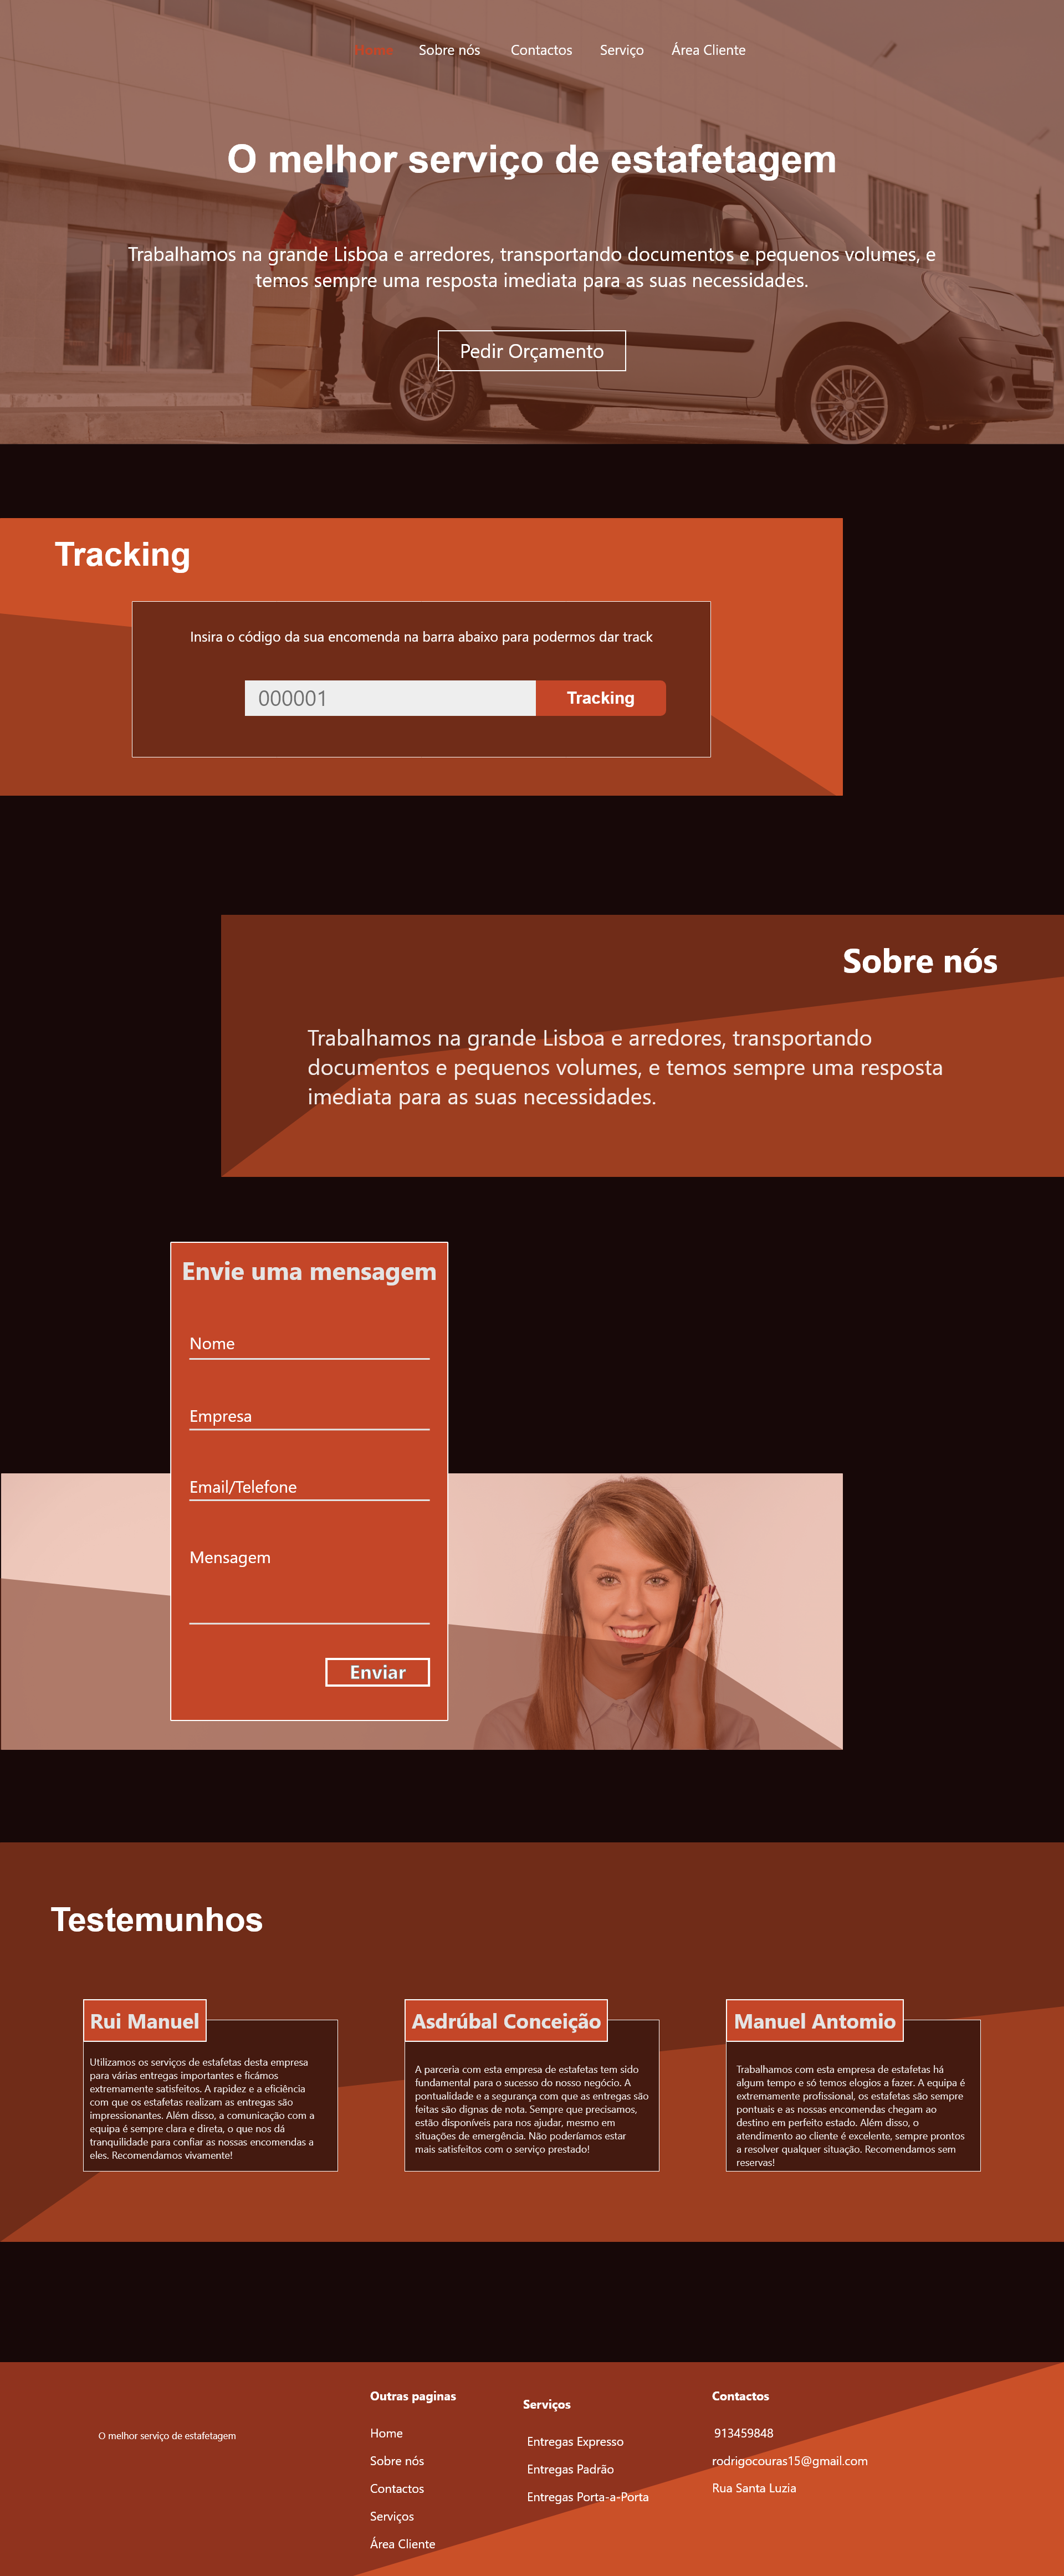 Home Sobre nós Contactos Serviço Área Cliente
O melhor serviço de estafetagem
Trabalhamos na grande Lisboa e arredores, transportando documentos e pequenos volumes, e
temos sempre uma resposta imediata para as suas necessidades.
Pedir Orçamento
Tracking
Insira o código da sua encomenda na barra abaixo para podermos dar track
000001 Tracking
Sobre nós
Trabalhamos na grande Lisboa e arredores, transportando
documentos e pequenos volumes, e temos sempre uma resposta
imediata para as suas necessidades.
Envie uma mensagem
Nome
Empresa
Email/Telefone
Mensagem
Enviar
Testemunhos
Rui Manuel
Utilizamos os serviços de estafetas desta empresa
para várias entregas importantes e ficámos
extremamente satisfeitos. A rapidez e a eficiência
com que os estafetas realizam as entregas são
impressionantes. Além disso, a comunicação com a
equipa é sempre clara e direta, o que nos dá
tranquilidade para confiar as nossas encomendas a
eles. Recomendamos vivamente!
Asdrúbal Conceição
A parceria com esta empresa de estafetas tem sido
fundamental para o sucesso do nosso negócio. A
pontualidade e a segurança com que as entregas são
feitas são dignas de nota. Sempre que precisamos,
estão disponíveis para nos ajudar, mesmo em
situações de emergência. Não poderíamos estar
mais satisfeitos com o serviço prestado!
Manuel Antomio
Trabalhamos com esta empresa de estafetas há
algum tempo e só temos elogios a fazer. A equipa é
extremamente profissional, os estafetas são sempre
pontuais e as nossas encomendas chegam ao
destino em perfeito estado. Além disso, o
atendimento ao cliente é excelente, sempre prontos
a resolver qualquer situação. Recomendamos sem
reservas!
O melhor serviço de estafetagem
Outras paginas
Home
Sobre nós
Contactos
Serviços
Área Cliente
Serviços
Entregas Expresso
Entregas Padrão
Entregas Porta-a-Porta
Contactos
913459848
rodrigocouras15@gmail.com
Rua Santa Luzia